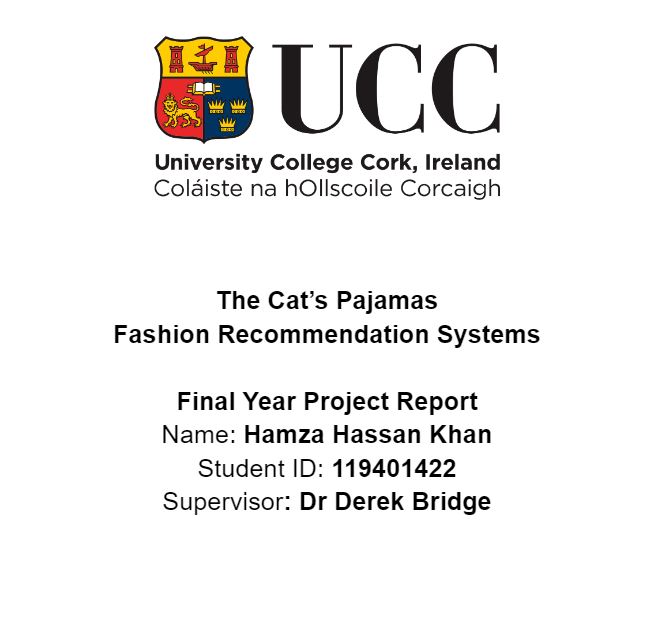 UCC
University College Cork, Ireland
Coláiste na hOllscoile Corcaigh
The Cat’s Pajamas
Fashion Recommendation Systems
Final Year Project Report
Name: Hamza Hassan Khan
Student ID: 119401422
Supervisor: Dr Derek Bridge